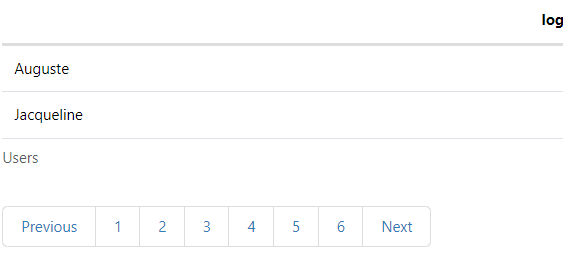 log
Auguste
Jacqueline
Users
Previous 1 2 3 4 5 6 Next